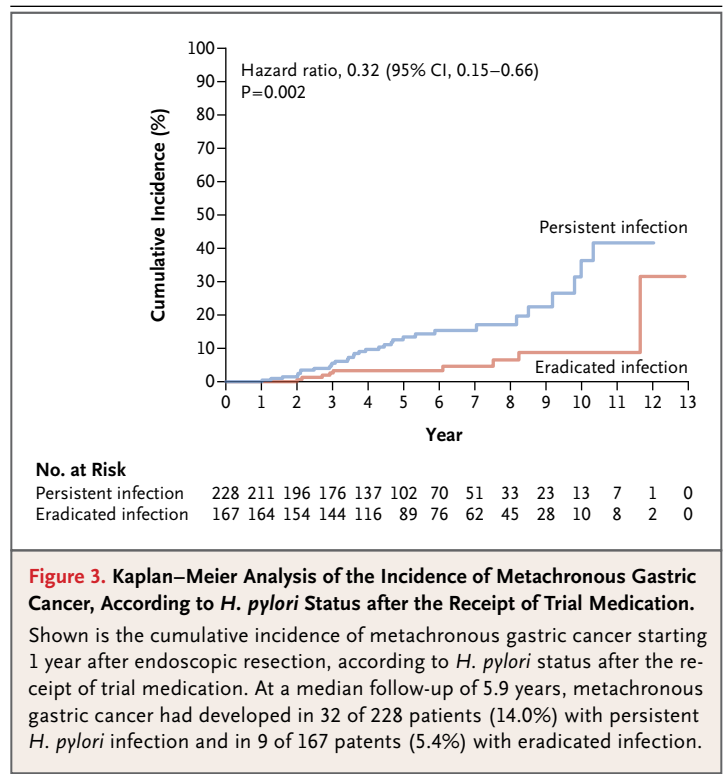 100
90
80
70
60
50
40
30
20
10
0
Cumulative Incidence (%)
Hazard ratio, 0.32 (95% CI, 0.15–0.66)
P=0.002
Persistent infection
Eradicated infection
0 1 2 3 4 5 6 7 8 9 10 11 12 13
Year
No. at Risk
Persistent infection 228 211 196 176 137 102 70 51 33 23 13 7 1 0
Eradicated infection 167 164 154 144 116 89 76 62 45 28 10 8 2 0
Figure 3. Kaplan–Meier Analysis of the Incidence of Metachronous Gastric
Cancer, According to H. pylori Status after the Receipt of Trial Medication.
Shown is the cumulative incidence of metachronous gastric cancer starting
1 year after endoscopic resection, according to H. pylori status after the re-
ceipt of trial medication. At a median follow-up of 5.9 years, metachronous
gastric cancer had developed in 32 of 228 patients (14.0%) with persistent
H. pylori infection and in 9 of 167 patents (5.4%) with eradicated infection.